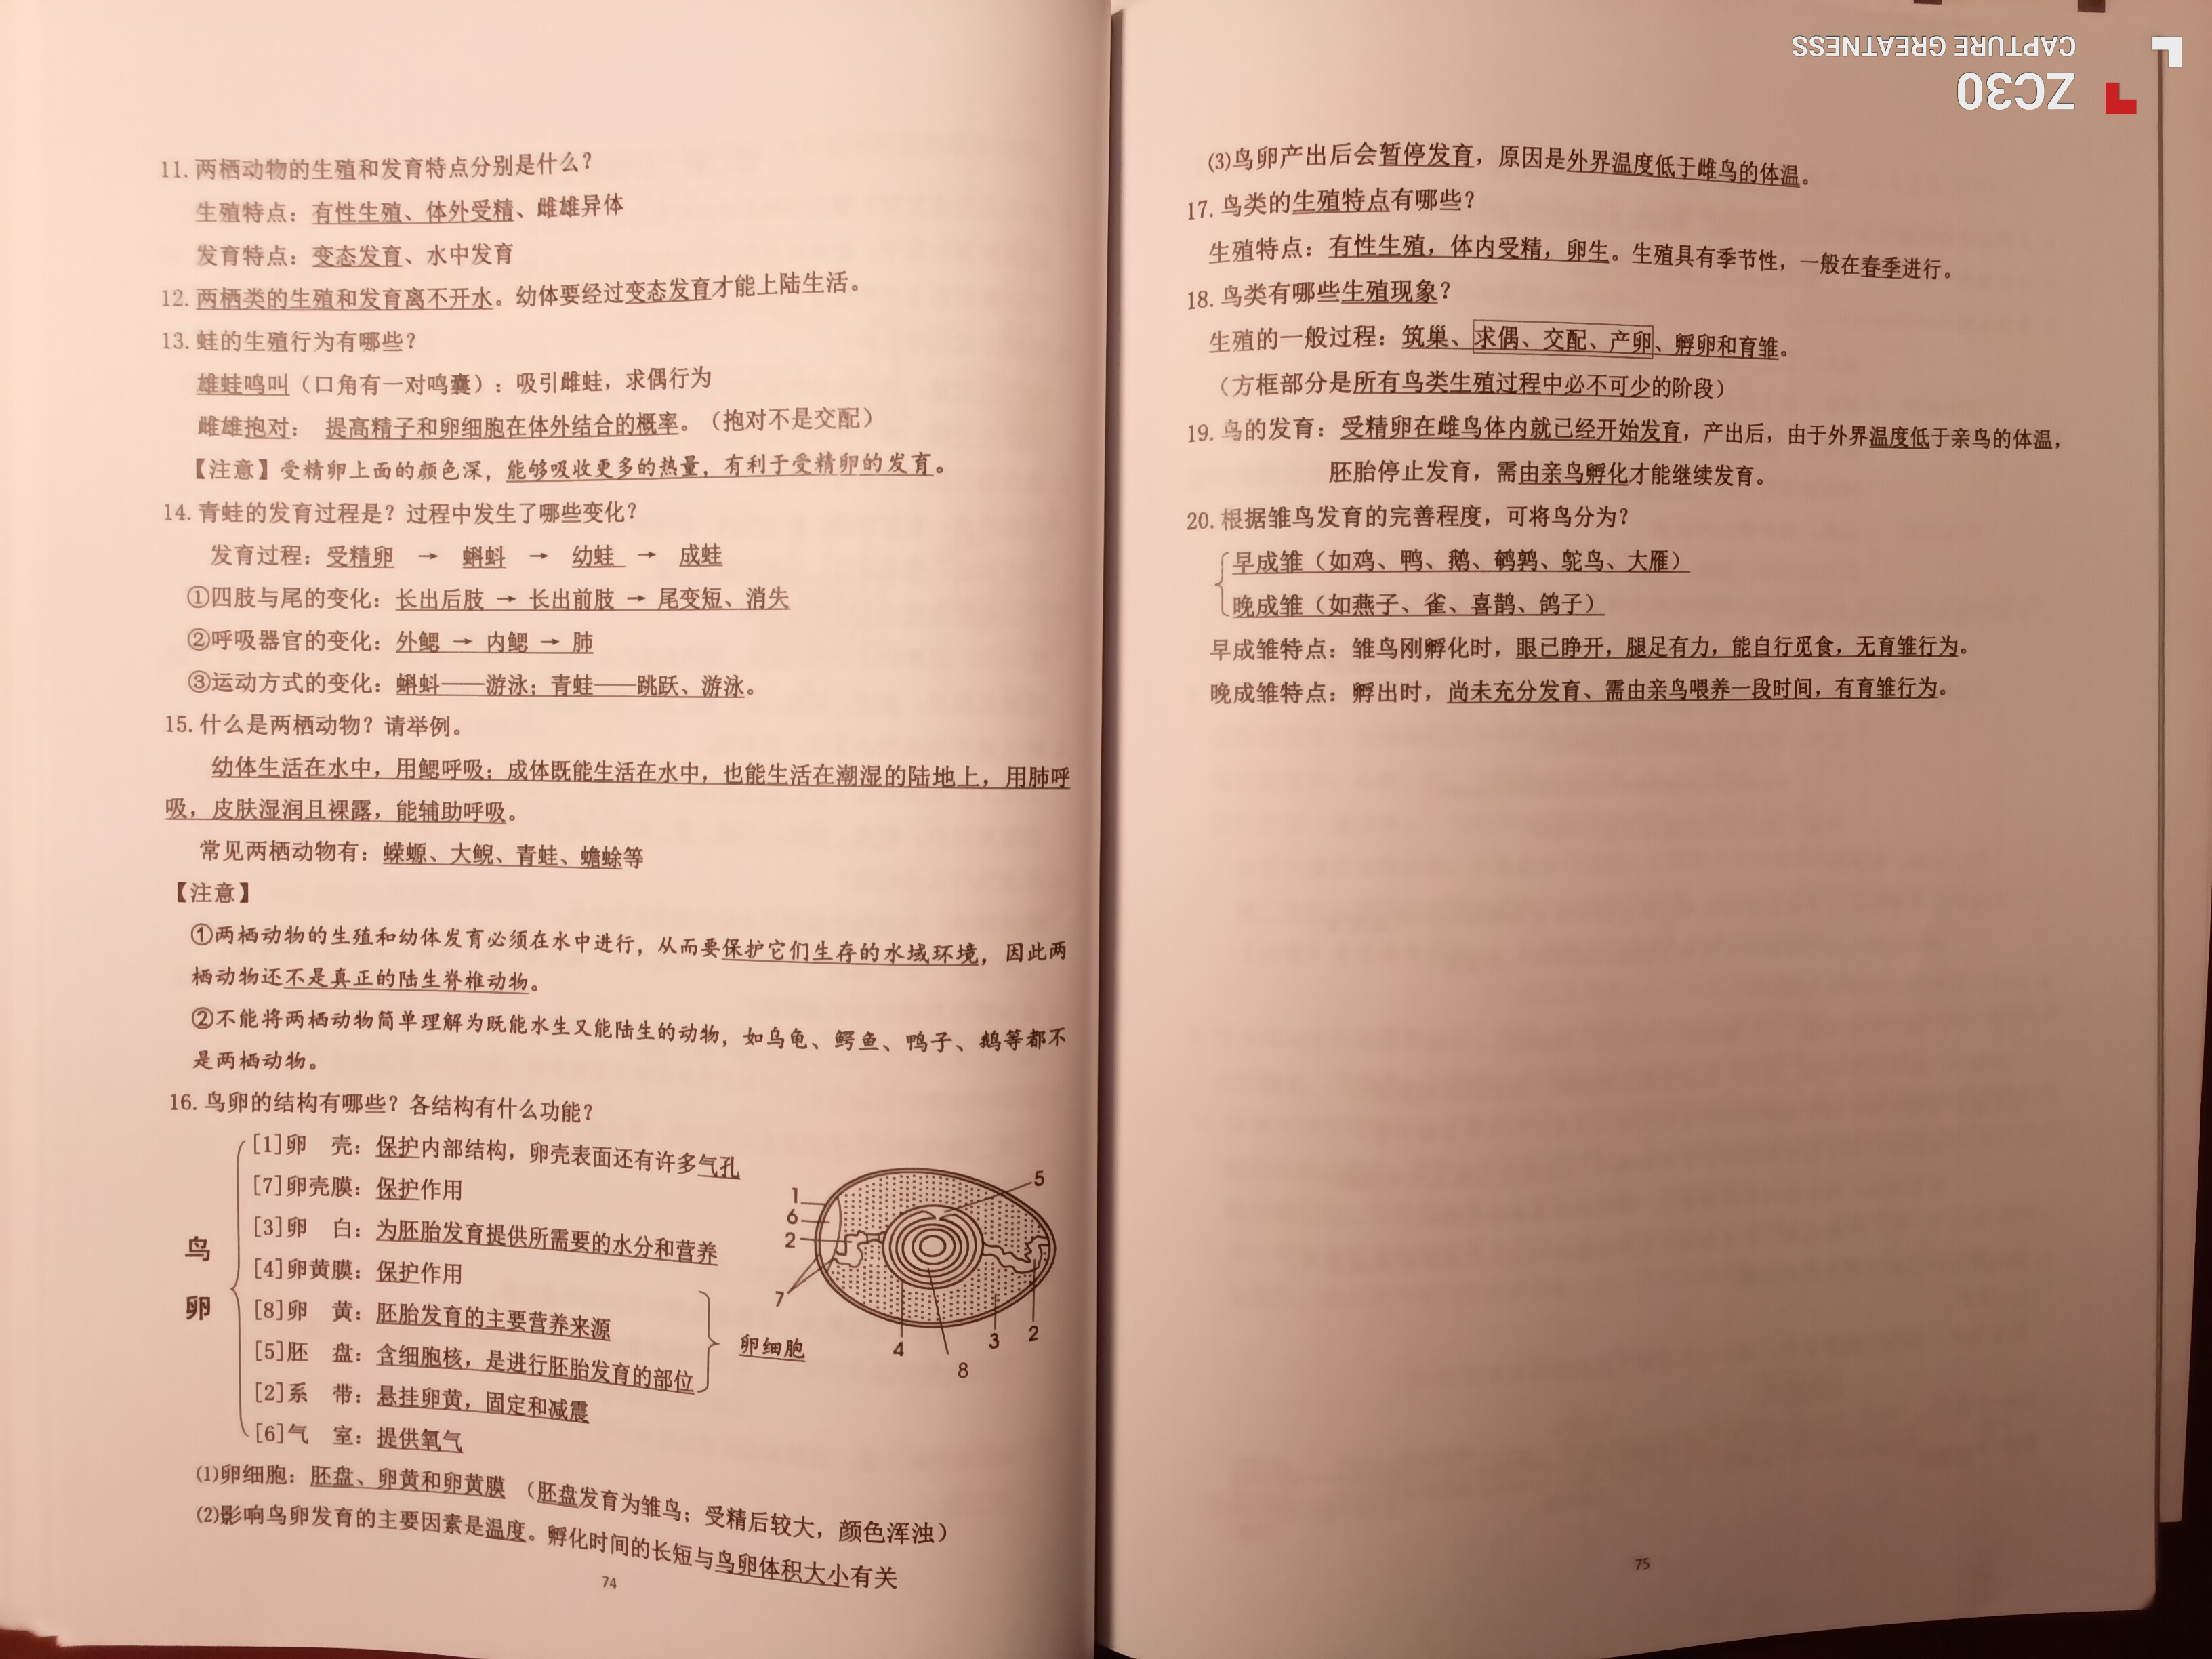 11. 两栖动物的生殖和发育特点分别是什么？
生殖特点：有性生殖、体外受精、雌雄异体
发育特点：变态发育、水中发育
12. 两栖类的生殖和发育离不开水。幼体要经过变态发育才能上陆生活。
13. 蛙的生殖行为有哪些？
雄蛙鸣叫（口角有一对鸣囊）：吸引雌蛙，求偶行为
雌雄抱对： 提高精子和卵细胞在体外结合的概率。（抱对不是交配）
【注意】受精卵上面的颜色深，能够吸收更多的热量，有利于受精卵的发育。
14. 青蛙的发育过程是？过程中发生了哪些变化？
发育过程：受精卵 → 蝌蚪 → 幼蛙 → 成蛙
①四肢与尾的变化：长出后肢 → 长出前肢 → 尾变短、消失
②呼吸器官的变化：外鳃 → 内鳃 → 肺
③运动方式的变化：蝌蚪——游泳；青蛙——跳跃、游泳。
15. 什么是两栖动物？请举例。
幼体生活在水中，用鳃呼吸；成体既能生活在水中，也能生活在潮湿的陆地上，用肺呼
吸，皮肤湿润且裸露，能辅助呼吸。
常见两栖动物有：蝾螈、大鲵、青蛙、蟾蜍等
【注意】
①两栖动物的生殖和幼体发育必须在水中进行，从而要保护它们生存的水域环境，因此两
栖动物还不是真正的陆生脊椎动物。
②不能将两栖动物简单理解为既能水生又能陆生的动物，如乌龟、鳄鱼、鸭子、鹅等都不
是两栖动物。
16. 鸟卵的结构有哪些？各结构有什么功能？
鸟
卵
[1]卵 壳：保护内部结构，卵壳表面还有许多气孔
[7]卵壳膜：保护作用
[3]卵 白：为胚胎发育提供所需要的水分和营养
[4]卵黄膜：保护作用
[8]卵 黄：胚胎发育的主要营养来源
[5]胚 盘：含细胞核，是进行胚胎发育的部位
[2]系 带：悬挂卵黄，固定和减震
[6]气 室：提供氧气
卵细胞
1
6
2
7
5
4
8
3
2
⑴卵细胞：胚盘、卵黄和卵黄膜 （胚盘发育为雏鸟；受精后较大，颜色浑浊）
⑵影响鸟卵发育的主要因素是温度。孵化时间的长短与鸟卵体积大小有关
74
⑶鸟卵产出后会暂停发育，原因是外界温度低于雌鸟的体温。
17. 鸟类的生殖特点有哪些？
生殖特点：有性生殖，体内受精，卵生。生殖具有季节性，一般在春季进行。
18. 鸟类有哪些生殖现象？
生殖的一般过程：筑巢、求偶、交配、产卵、孵卵和育雏。
（方框部分是所有鸟类生殖过程中必不可少的阶段）
19. 鸟的发育：受精卵在雌鸟体内就已经开始发育，产出后，由于外界温度低于亲鸟的体温，
胚胎停止发育，需由亲鸟孵化才能继续发育。
20. 根据雏鸟发育的完善程度，可将鸟分为？
早成雏（如鸡、鸭、鹅、鹌鹑、鸵鸟、大雁）
晚成雏（如燕子、雀、喜鹊、鸽子）
早成雏特点：雏鸟刚孵化时，眼已睁开，腿足有力，能自行觅食，无育雏行为。
晚成雏特点：孵出时，尚未充分发育、需由亲鸟喂养一段时间，有育雏行为。
75
ZC30
CAPTURE GREATNESS